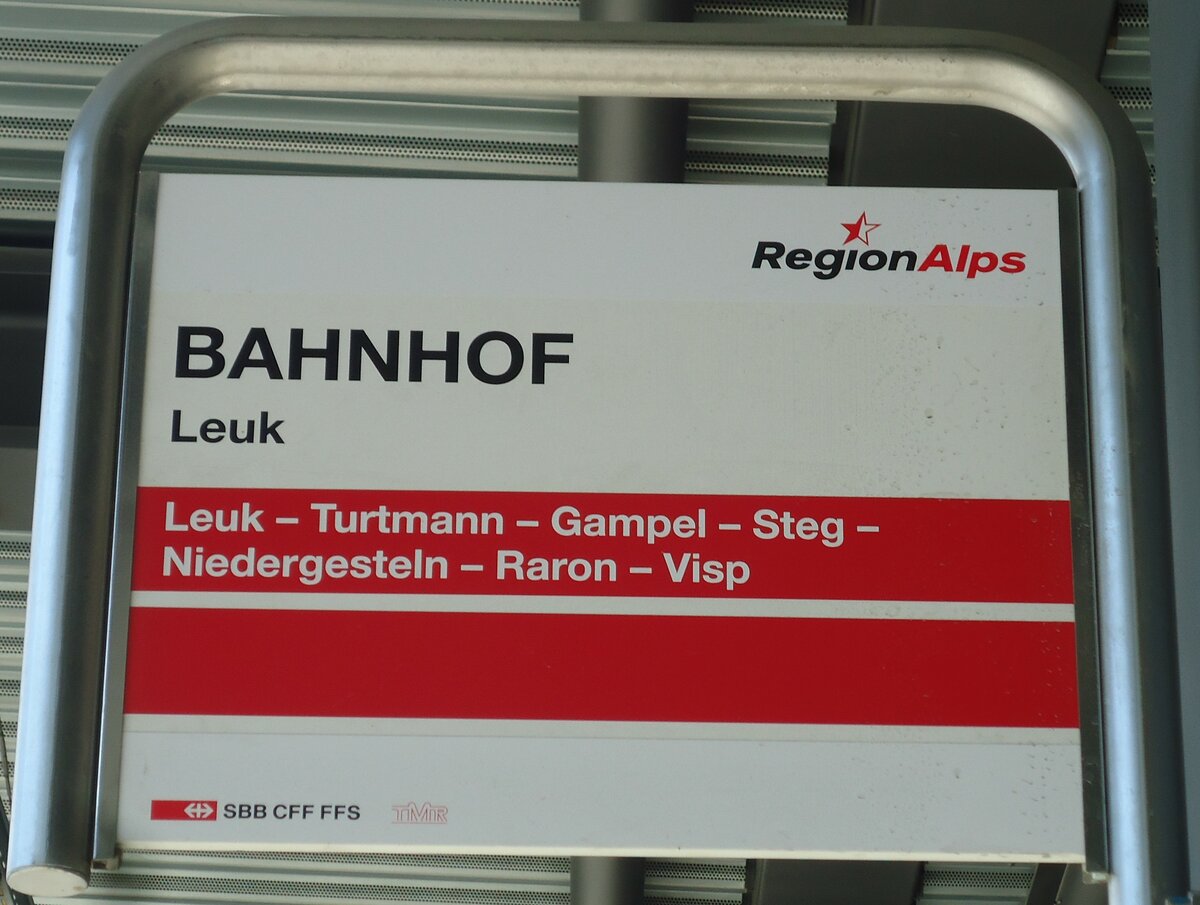 RegionAlps
BAHNHOF
Leuk
Leuk – Turtmann – Gampel – Steg –
Niedergesteln – Raron – Visp
SBB CFF FFS TMR